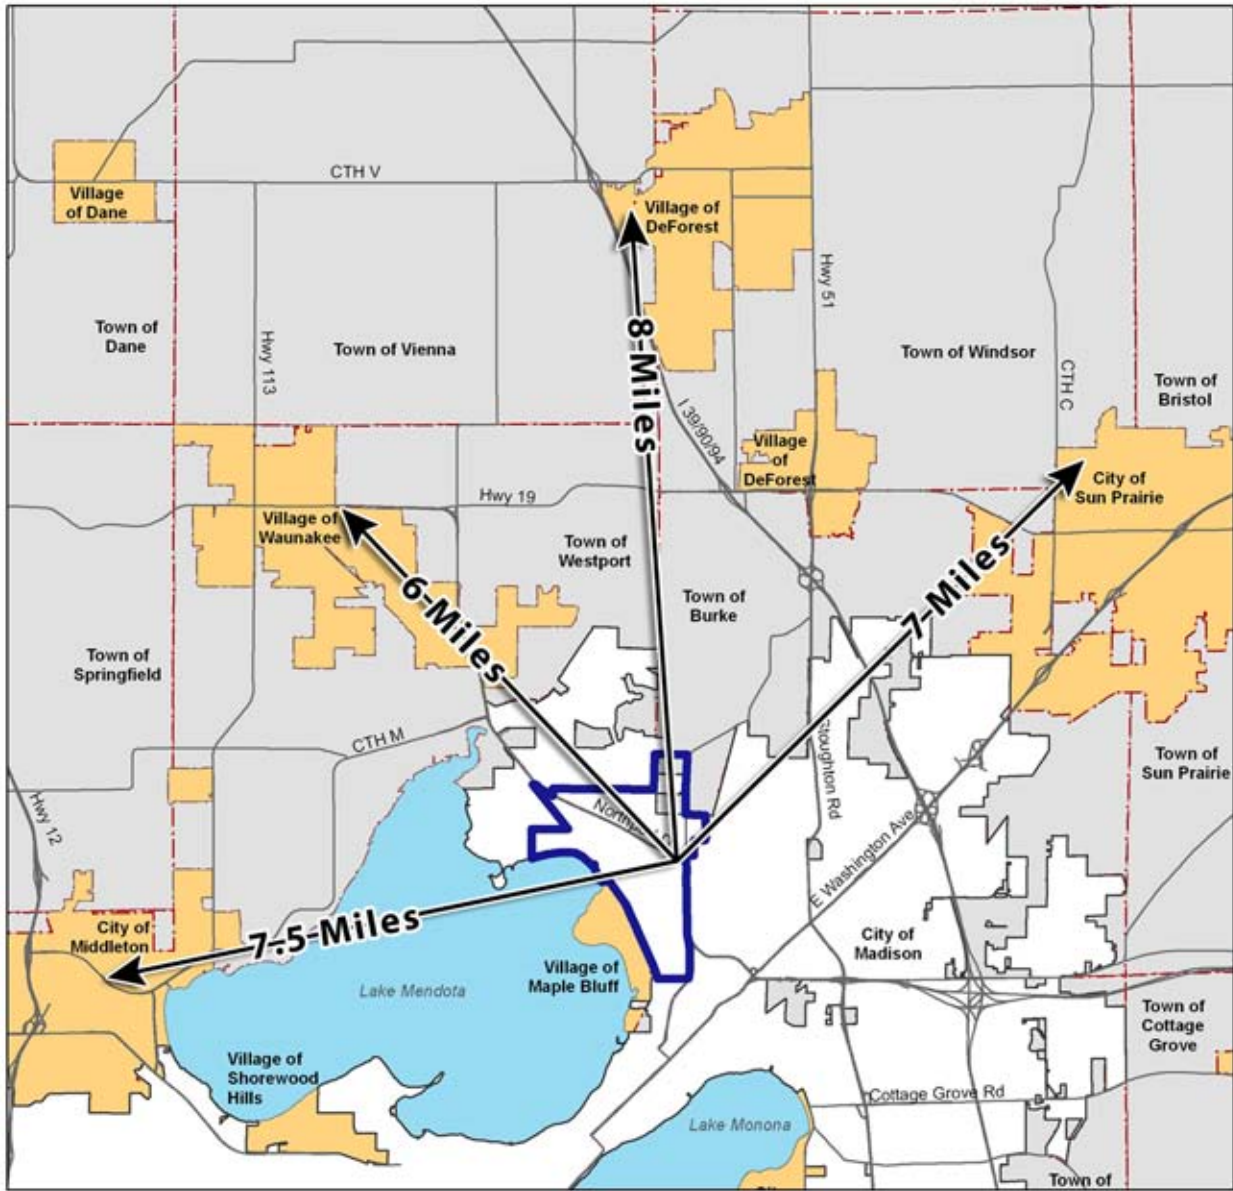 CTH V
Village
of Dane
Village of
DeForest
Hwy 51
Town of
Dane
Hwy 113
Town of Vienna
8-Miles
Town of Windsor
CTH C
Town of
Bristol
I 39/90/94
Village
of
DeForest
City of
Sun Prairie
Hwy 19
Village of
Waunakee
Town of
Westport
7-Miles
6-Miles
Town of
Burke
Town of
Springfield
CTH M
Stoughton Rd
Town of
Sun Prairie
Hwy 12
E Washington Ave
City of
Middleton
7.5-Miles
City of
Madison
Village of
Maple Bluff
Lake Mendota
Town of
Cottage
Grove
Village of
Shorewood
Hills
Cottage Grove Rd
Lake Monona
Town of